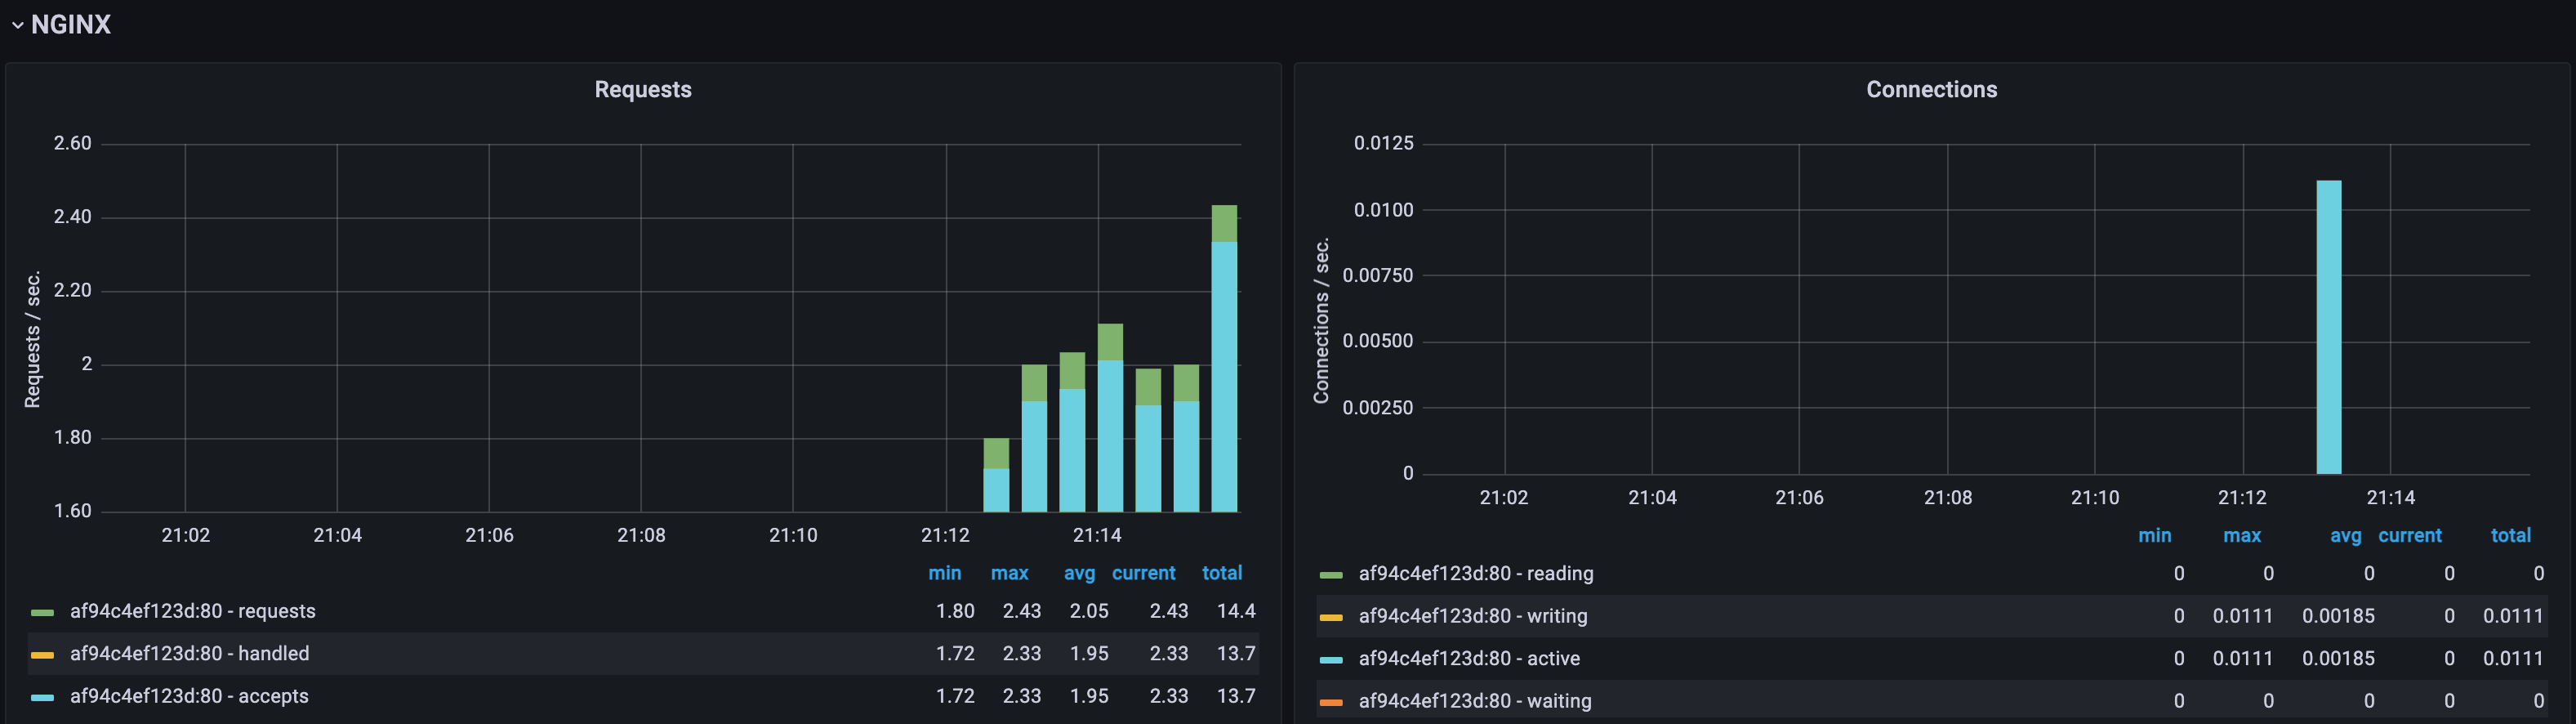 NGINX
Requests
Requests / sec.
2.60
2.40
2.20
2
1.80
1.60
21:02 21:04 21:06 21:08 21:10 21:12 21:14
min max avg current total
af94c4ef123d:80 - requests 1.80 2.43 2.05 2.43 14.4
af94c4ef123d:80 - handled 1.72 2.33 1.95 2.33 13.7
af94c4ef123d:80 - accepts 1.72 2.33 1.95 2.33 13.7
Connections
Connections / sec.
0.0125
0.0100
0.00750
0.00500
0.00250
0
21:02 21:04 21:06 21:08 21:10 21:12 21:14
min max avg current total
af94c4ef123d:80 - reading 0 0 0 0 0
af94c4ef123d:80 - writing 0 0.0111 0.00185 0 0.0111
af94c4ef123d:80 - active 0 0.0111 0.00185 0 0.0111
af94c4ef123d:80 - waiting 0 0 0 0 0